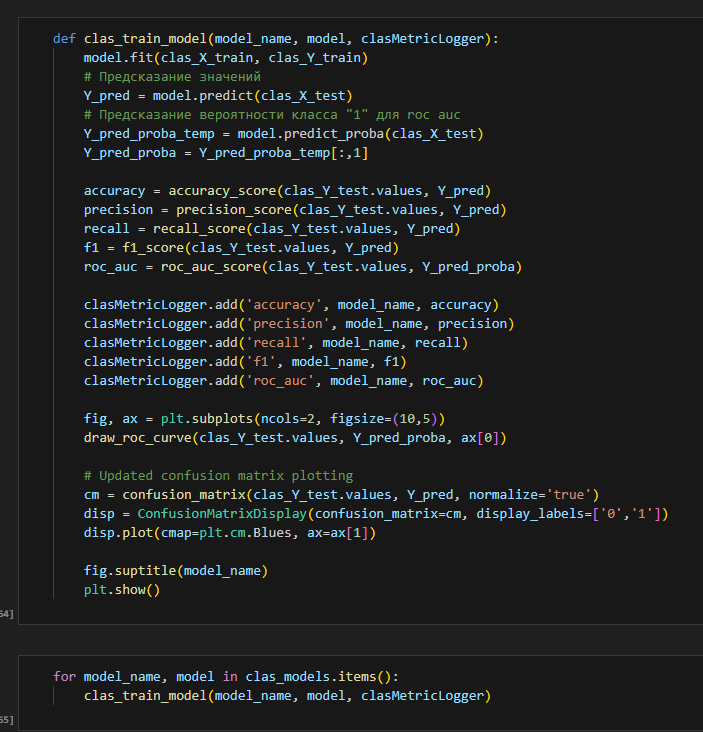 def clas_train_model(model_name, model, clasMetricLogger):
    model.fit(clas_X_train, clas_Y_train)
    # Предсказание значений
    Y_pred = model.predict(clas_X_test)
    # Предсказание вероятности класса "1" для roc auc
    Y_pred_proba_temp = model.predict_proba(clas_X_test)
    Y_pred_proba = Y_pred_proba_temp[:,1]

    accuracy = accuracy_score(clas_Y_test.values, Y_pred)
    precision = precision_score(clas_Y_test.values, Y_pred)
    recall = recall_score(clas_Y_test.values, Y_pred)
    f1 = f1_score(clas_Y_test.values, Y_pred)
    roc_auc = roc_auc_score(clas_Y_test.values, Y_pred_proba)

    clasMetricLogger.add('accuracy', model_name, accuracy)
    clasMetricLogger.add('precision', model_name, precision)
    clasMetricLogger.add('recall', model_name, recall)
    clasMetricLogger.add('f1', model_name, f1)
    clasMetricLogger.add('roc_auc', model_name, roc_auc)

    fig, ax = plt.subplots(ncols=2, figsize=(10,5))
    draw_roc_curve(clas_Y_test.values, Y_pred_proba, ax[0])

    # Updated confusion matrix plotting
    cm = confusion_matrix(clas_Y_test.values, Y_pred, normalize='true')
    disp = ConfusionMatrixDisplay(confusion_matrix=cm, display_labels=['0','1'])
    disp.plot(cmap=plt.cm.Blues, ax=ax[1])

    fig.suptitle(model_name)
    plt.show()
64]
for model_name, model in clas_models.items():
    clas_train_model(model_name, model, clasMetricLogger)
65]